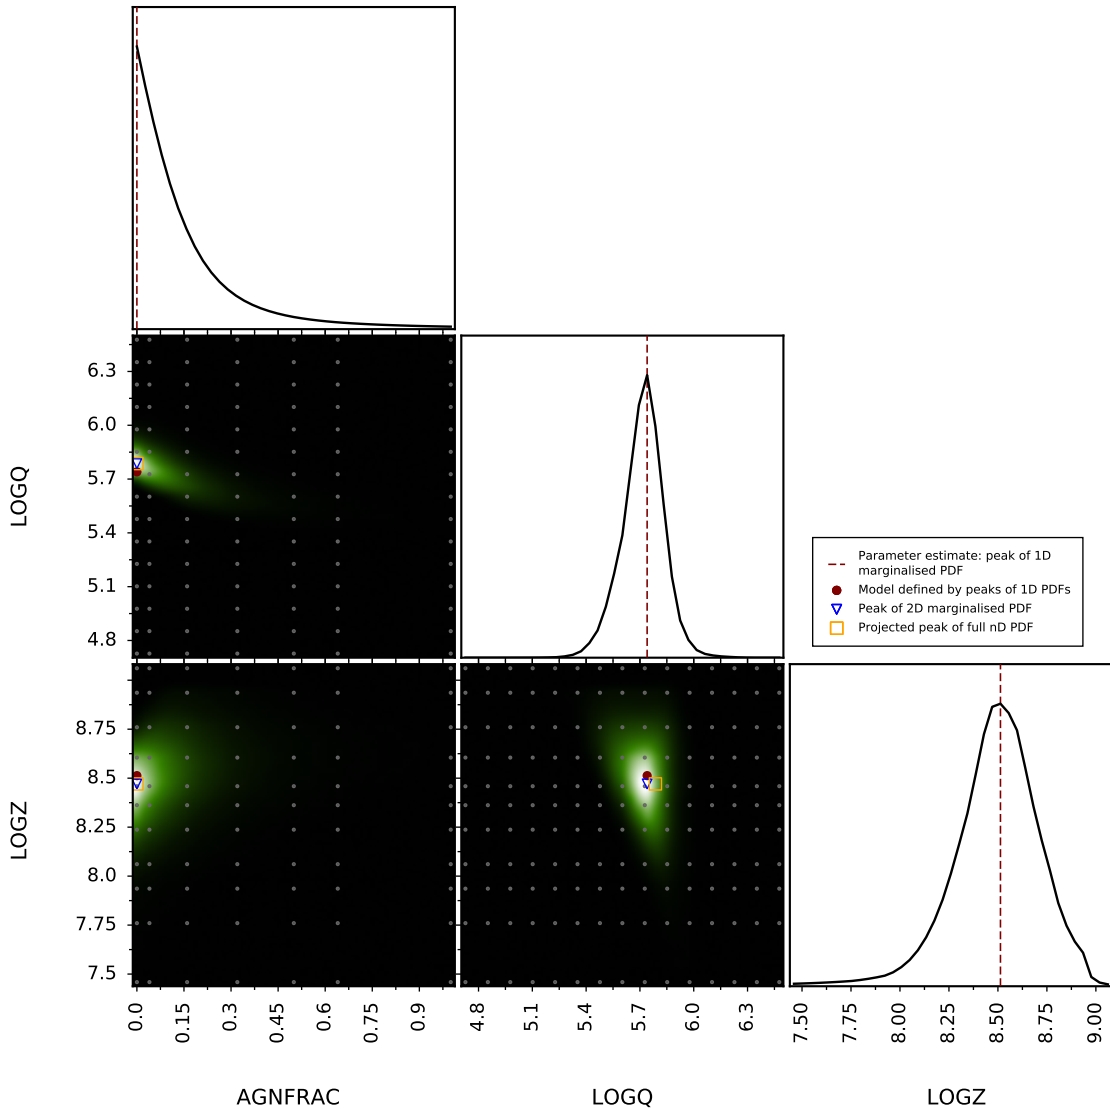 6.3
6.0
5.7
5.4
5.1
4.8
LOGQ
Parameter estimate: peak of 1D
marginalised PDF
Model defined by peaks of 1D PDFs
Peak of 2D marginalised PDF
Projected peak of full nD PDF
8.75
8.5
8.25
8.0
7.75
7.5
LOGZ
0.0 0.15 0.3 0.45 0.6 0.75 0.9
4.8 5.1 5.4 5.7 6.0 6.3
7.50 7.75 8.00 8.25 8.50 8.75 9.00
AGNFRAC LOGQ LOGZ